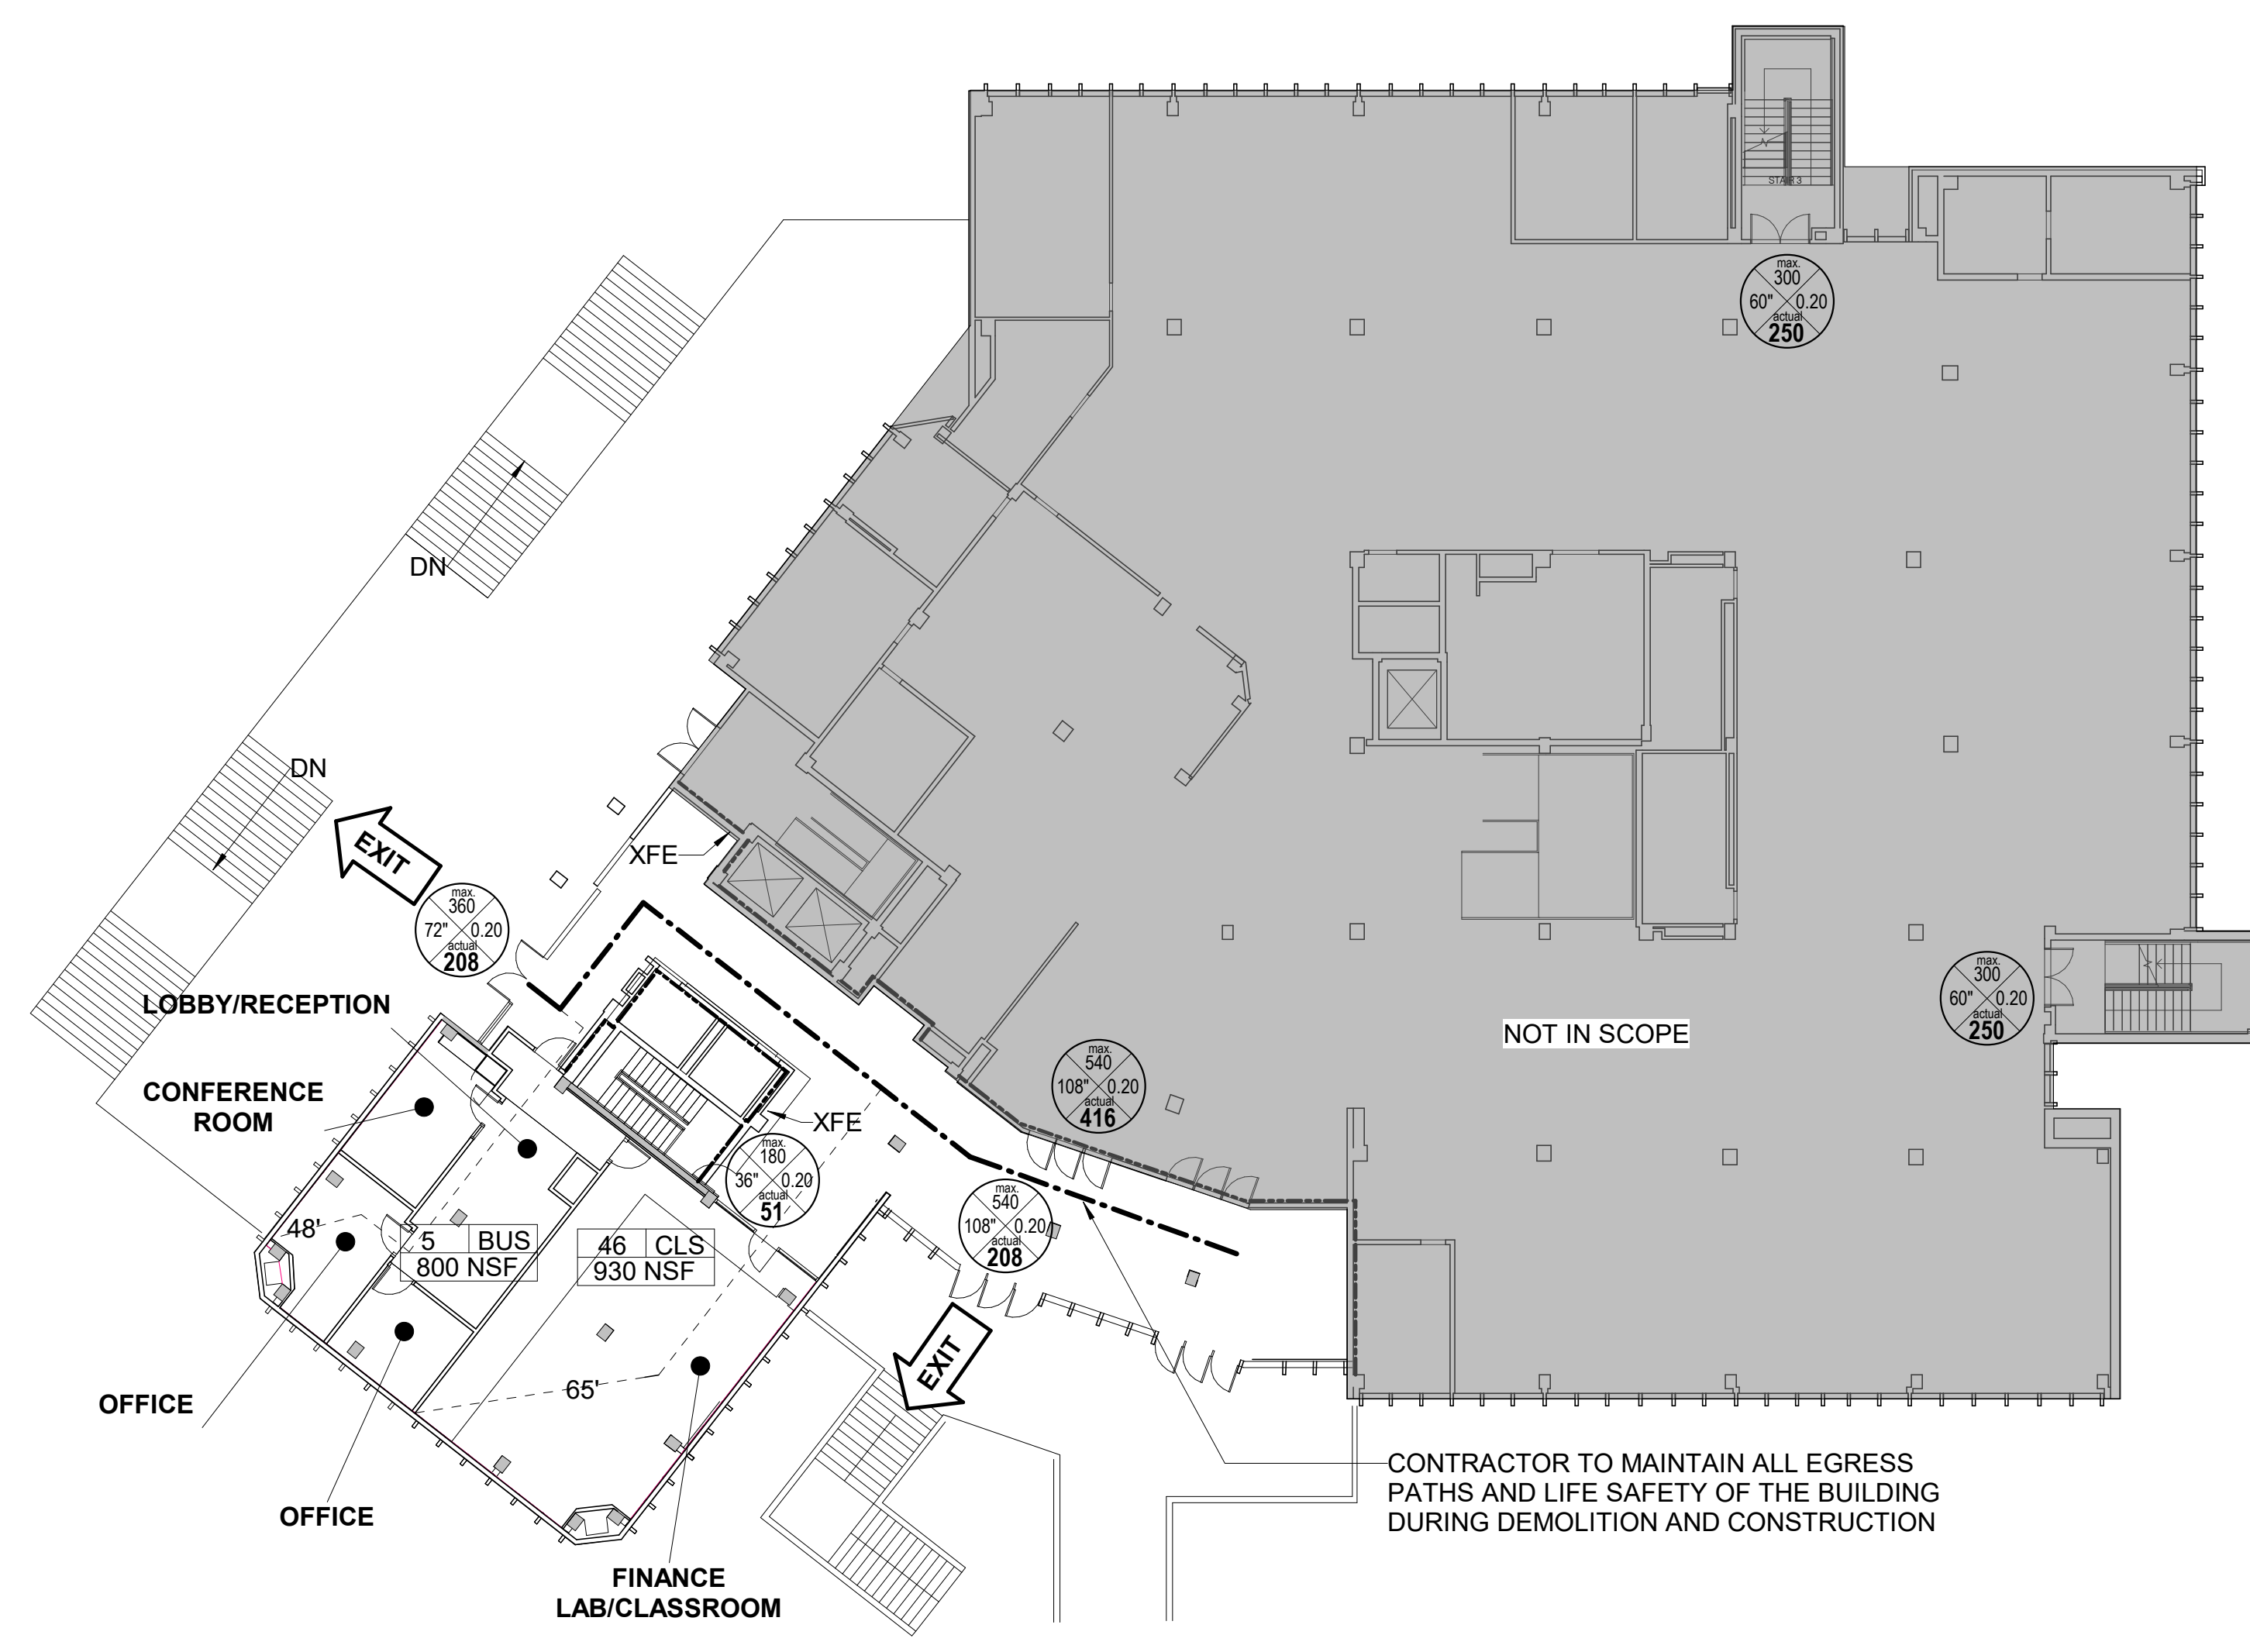 STAIR 3
max.
300
60" 0.20
actual
250
DN
DN
EXIT
XFE
max.
360
72" 0.20
actual
208
LOBBY/RECEPTION
max.
300
60" 0.20
actual
250
NOT IN SCOPE
max.
540
108" 0.20
actual
416
CONFERENCE
ROOM
XFE
max.
180
36" 0.20
actual
51
max.
540
108" 0.20
actual
208
48'
5 BUS
800 NSF
46 CLS
930 NSF
EXIT
65'
OFFICE
OFFICE
CONTRACTOR TO MAINTAIN ALL EGRESS
PATHS AND LIFE SAFETY OF THE BUILDING
DURING DEMOLITION AND CONSTRUCTION
FINANCE
LAB/CLASSROOM